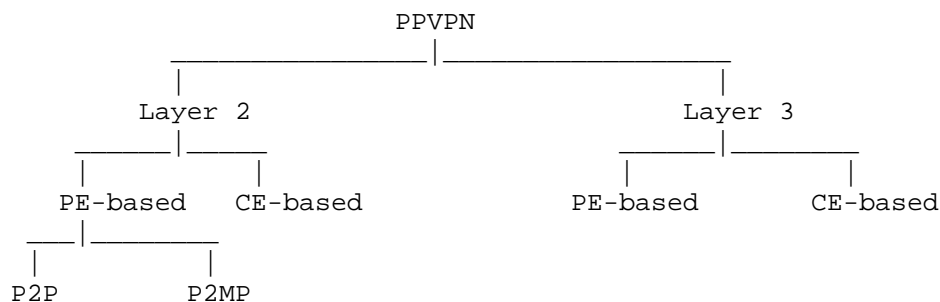 PPVPN
Layer 2 Layer 3
PE-based CE-based PE-based CE-based
P2P P2MP